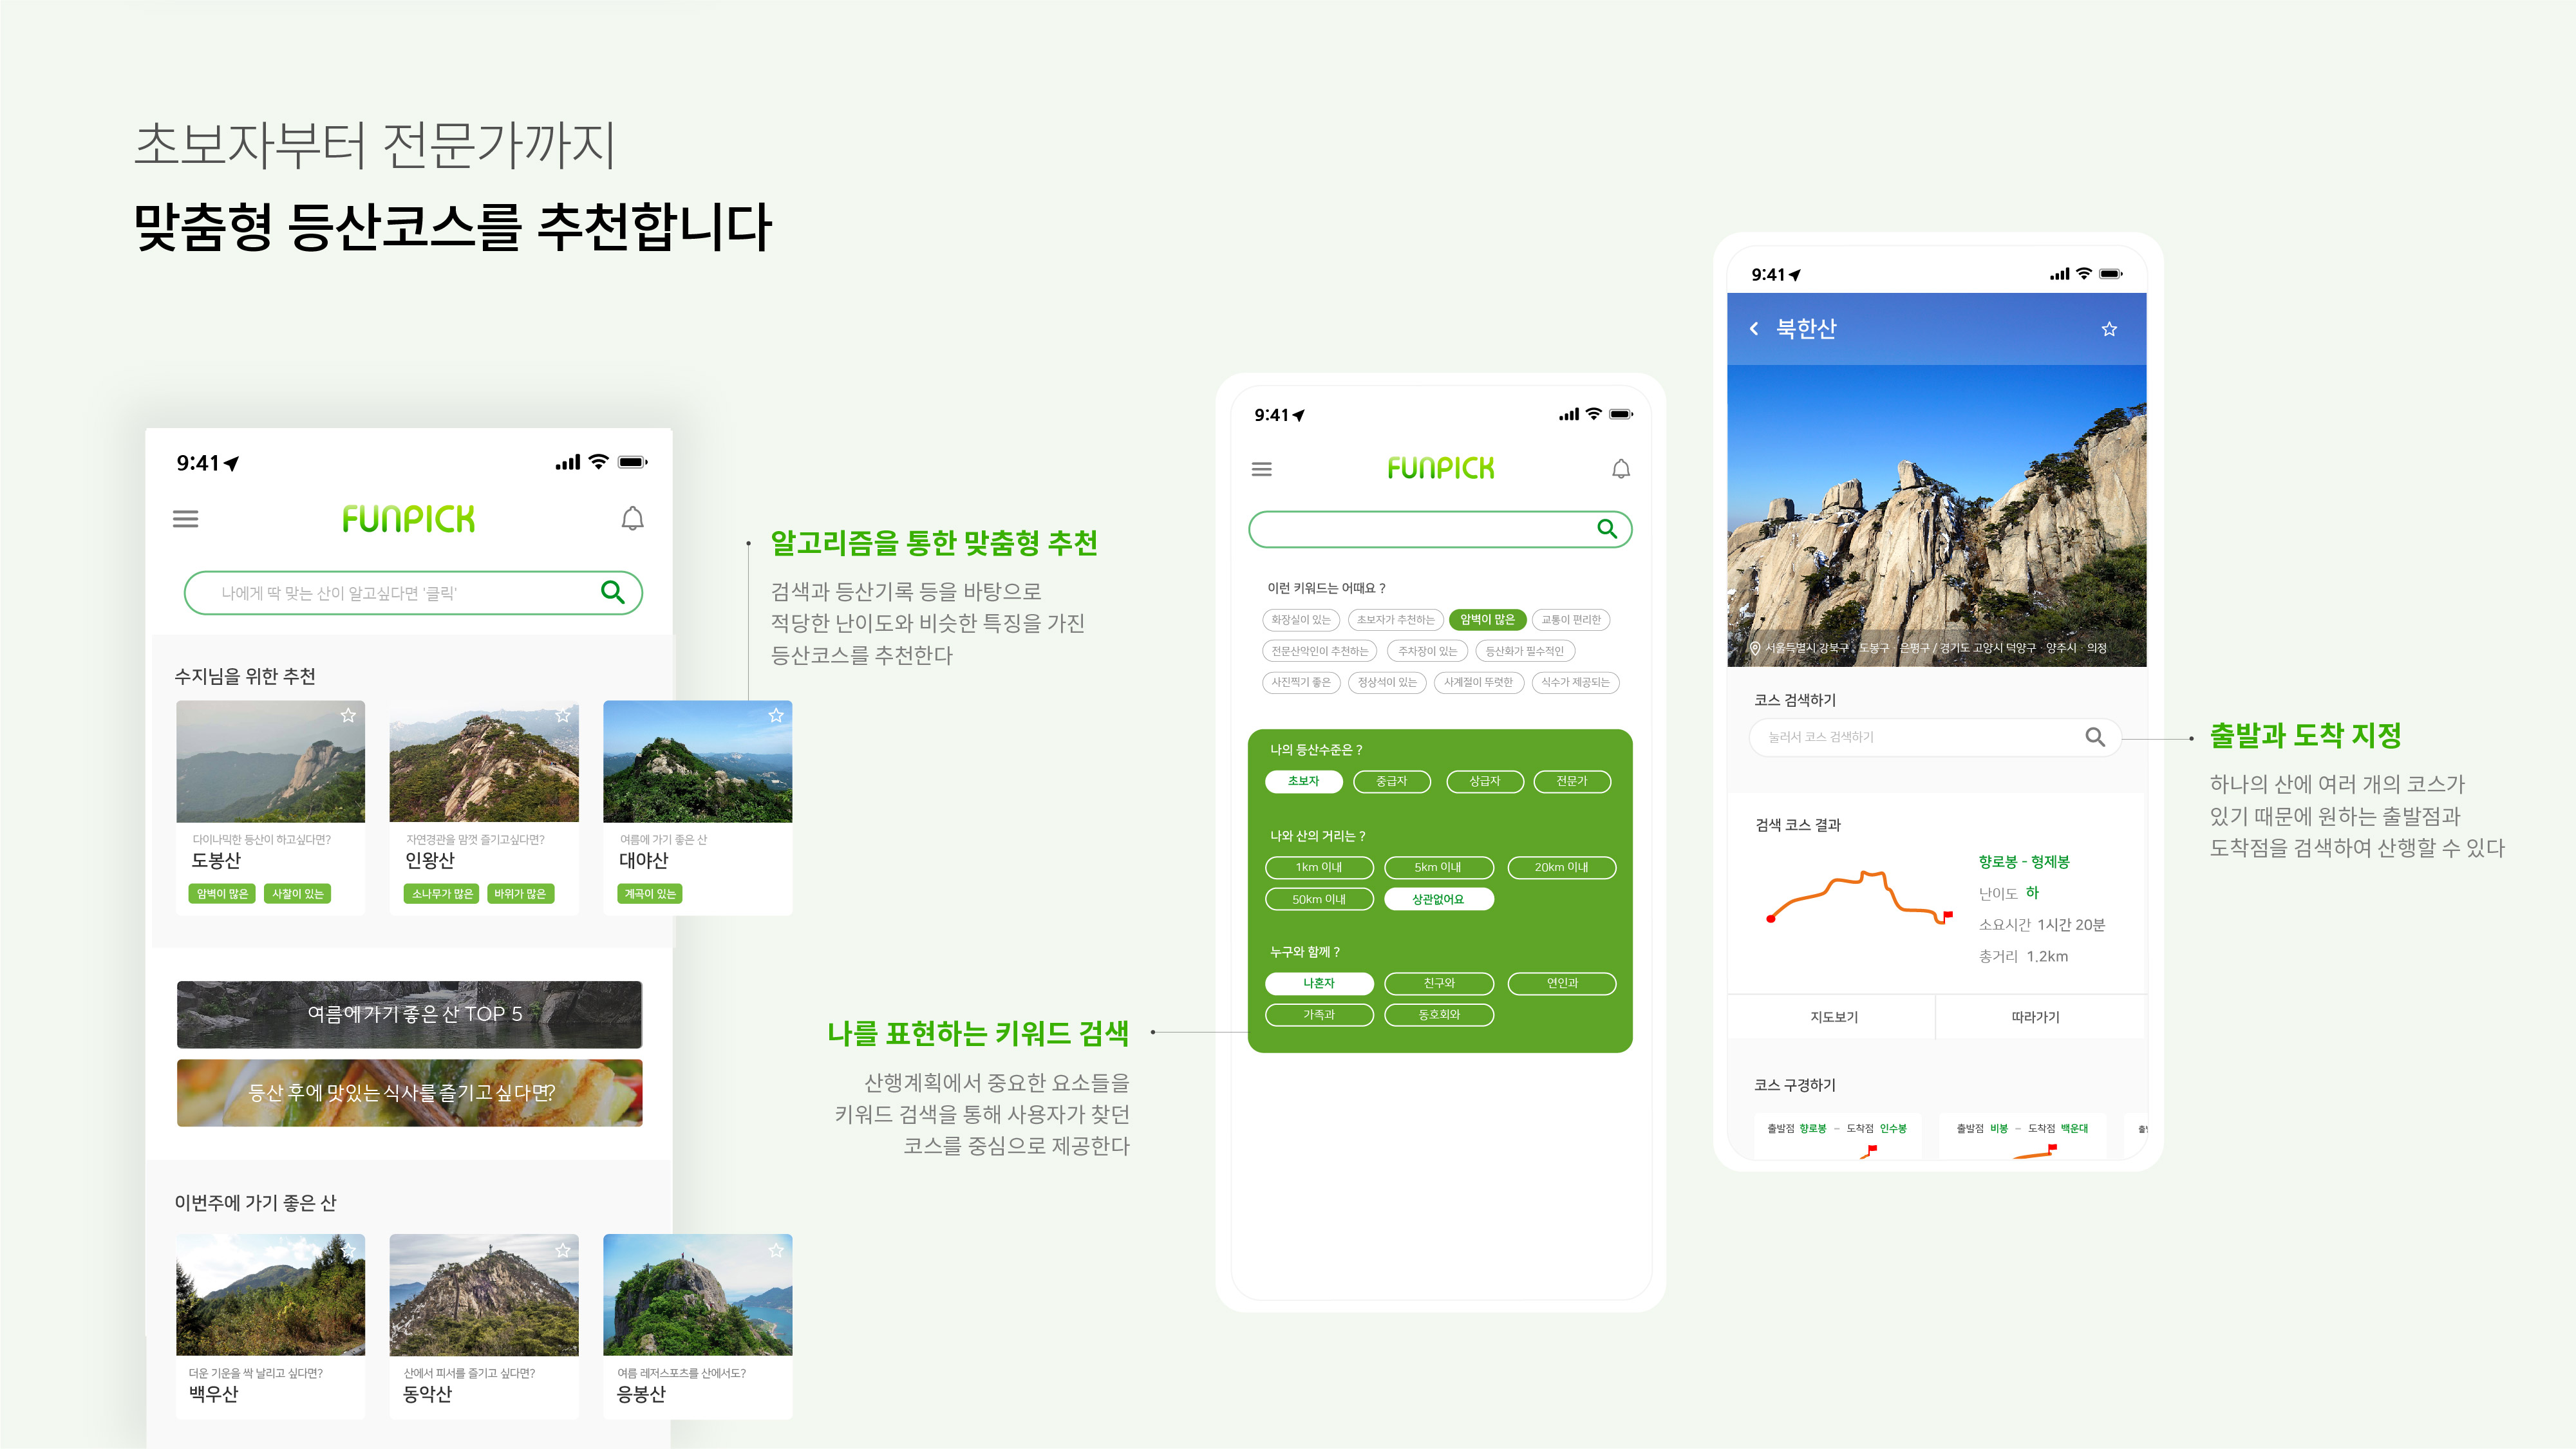 초보자부터 전문가까지
맞춤형 등산코스를 추천합니다
9:41
FUNPICK
나에게 딱 맞는 산이 알고싶다면 '클릭'
수지님을 위한 추천
다이나믹한 등산이 하고싶다면?
도봉산
암벽이 많은 사찰이 있는
자연경관을 맘껏 즐기고싶다면?
인왕산
소나무가 많은 바위가 많은
여름에 가기 좋은 산
대야산
계곡이 있는
여름에 가기 좋은 산 TOP 5
등산 후에 맛있는 식사를 즐기고 싶다면?
이번주에 가기 좋은 산
더운 기운을 싹 날리고 싶다면?
백우산
산에서 피서를 즐기고 싶다면?
동악산
여름 레저스포츠를 산에서도?
응봉산
알고리즘을 통한 맞춤형 추천
검색과 등산기록 등을 바탕으로
적당한 난이도와 비슷한 특징을 가진
등산코스를 추천한다
나를 표현하는 키워드 검색
산행계획에서 중요한 요소들을
키워드 검색을 통해 사용자가 찾던
코스를 중심으로 제공한다
9:41
FUNPICK
이런 키워드는 어때요 ?
화장실이 있는 초보자가 추천하는 암벽이 많은 교통이 편리한
전문산악인이 추천하는 주차장이 있는 등산화가 필수적인
사진찍기 좋은 정상석이 있는 사계절이 뚜렷한 식수가 제공되는
나의 등산수준은 ?
초보자 중급자 상급자 전문가
나와 산의 거리는 ?
1km 이내 5km 이내 20km 이내
50km 이내 상관없어요
누구와 함께 ?
나혼자 친구와 연인과
가족과 동호회와
9:41
북한산
서울특별시 강북구 · 도봉구 · 은평구 / 경기도 고양시 덕양구 · 양주시 · 의정
코스 검색하기
눌러서 코스 검색하기
검색 코스 결과
향로봉 - 형제봉
난이도 하
소요시간 1시간 20분
총거리 1.2km
지도보기 따라가기
코스 구경하기
출발점 향로봉 – 도착점 인수봉
출발점 비봉 – 도착점 백운대
출발과 도착 지정
하나의 산에 여러 개의 코스가
있기 때문에 원하는 출발점과
도착점을 검색하여 산행할 수 있다